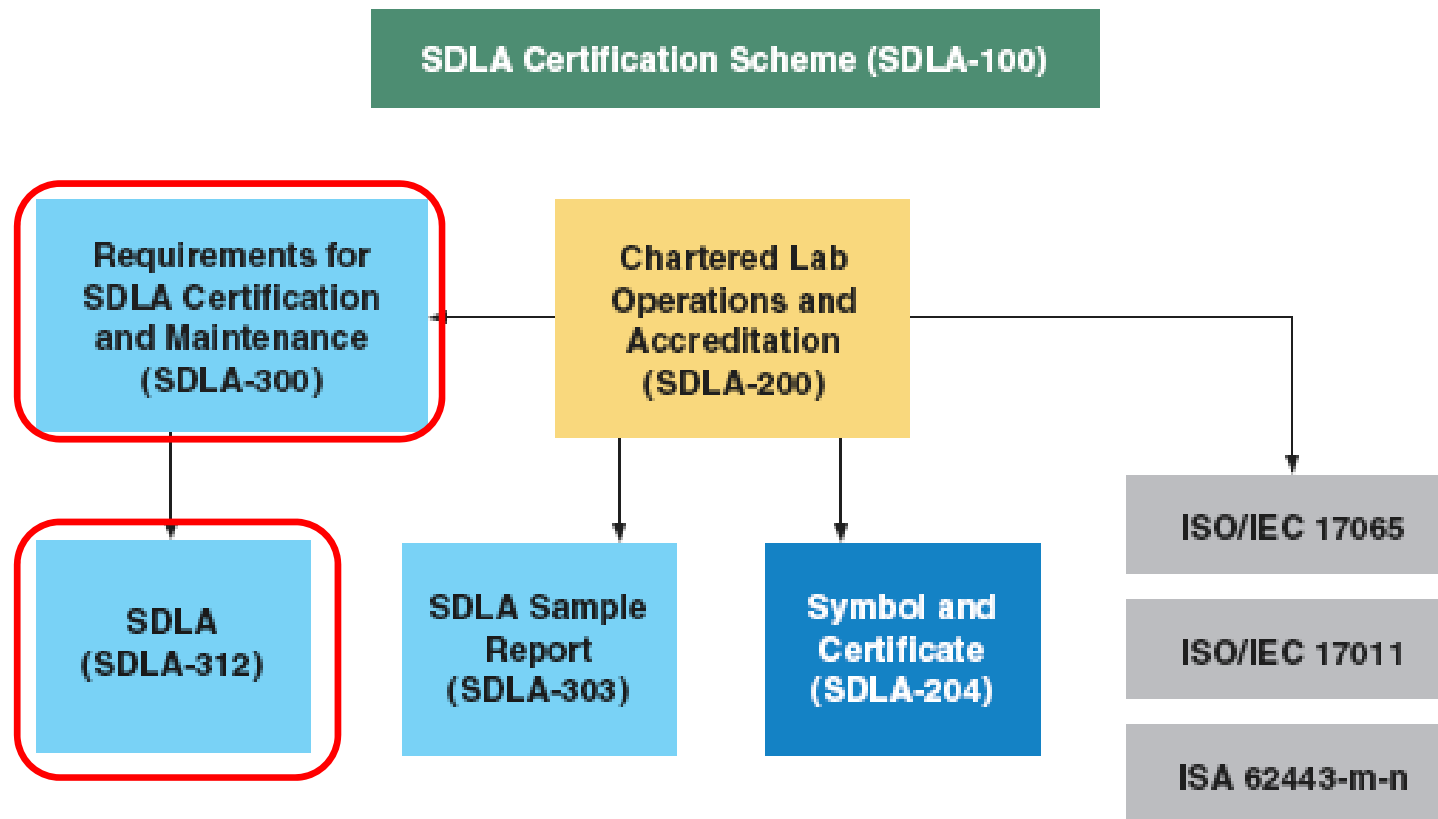 SDLA Certification Scheme (SDLA-100)
Requirements for
SDLA Certification
and Maintenance
(SDLA-300)
Chartered Lab
Operations and
Accreditation
(SDLA-200)
SDLA
(SDLA-312)
SDLA Sample
Report
(SDLA-303)
Symbol and
Certificate
(SDLA-204)
ISO/IEC 17065
ISO/IEC 17011
ISA 62443-m-n